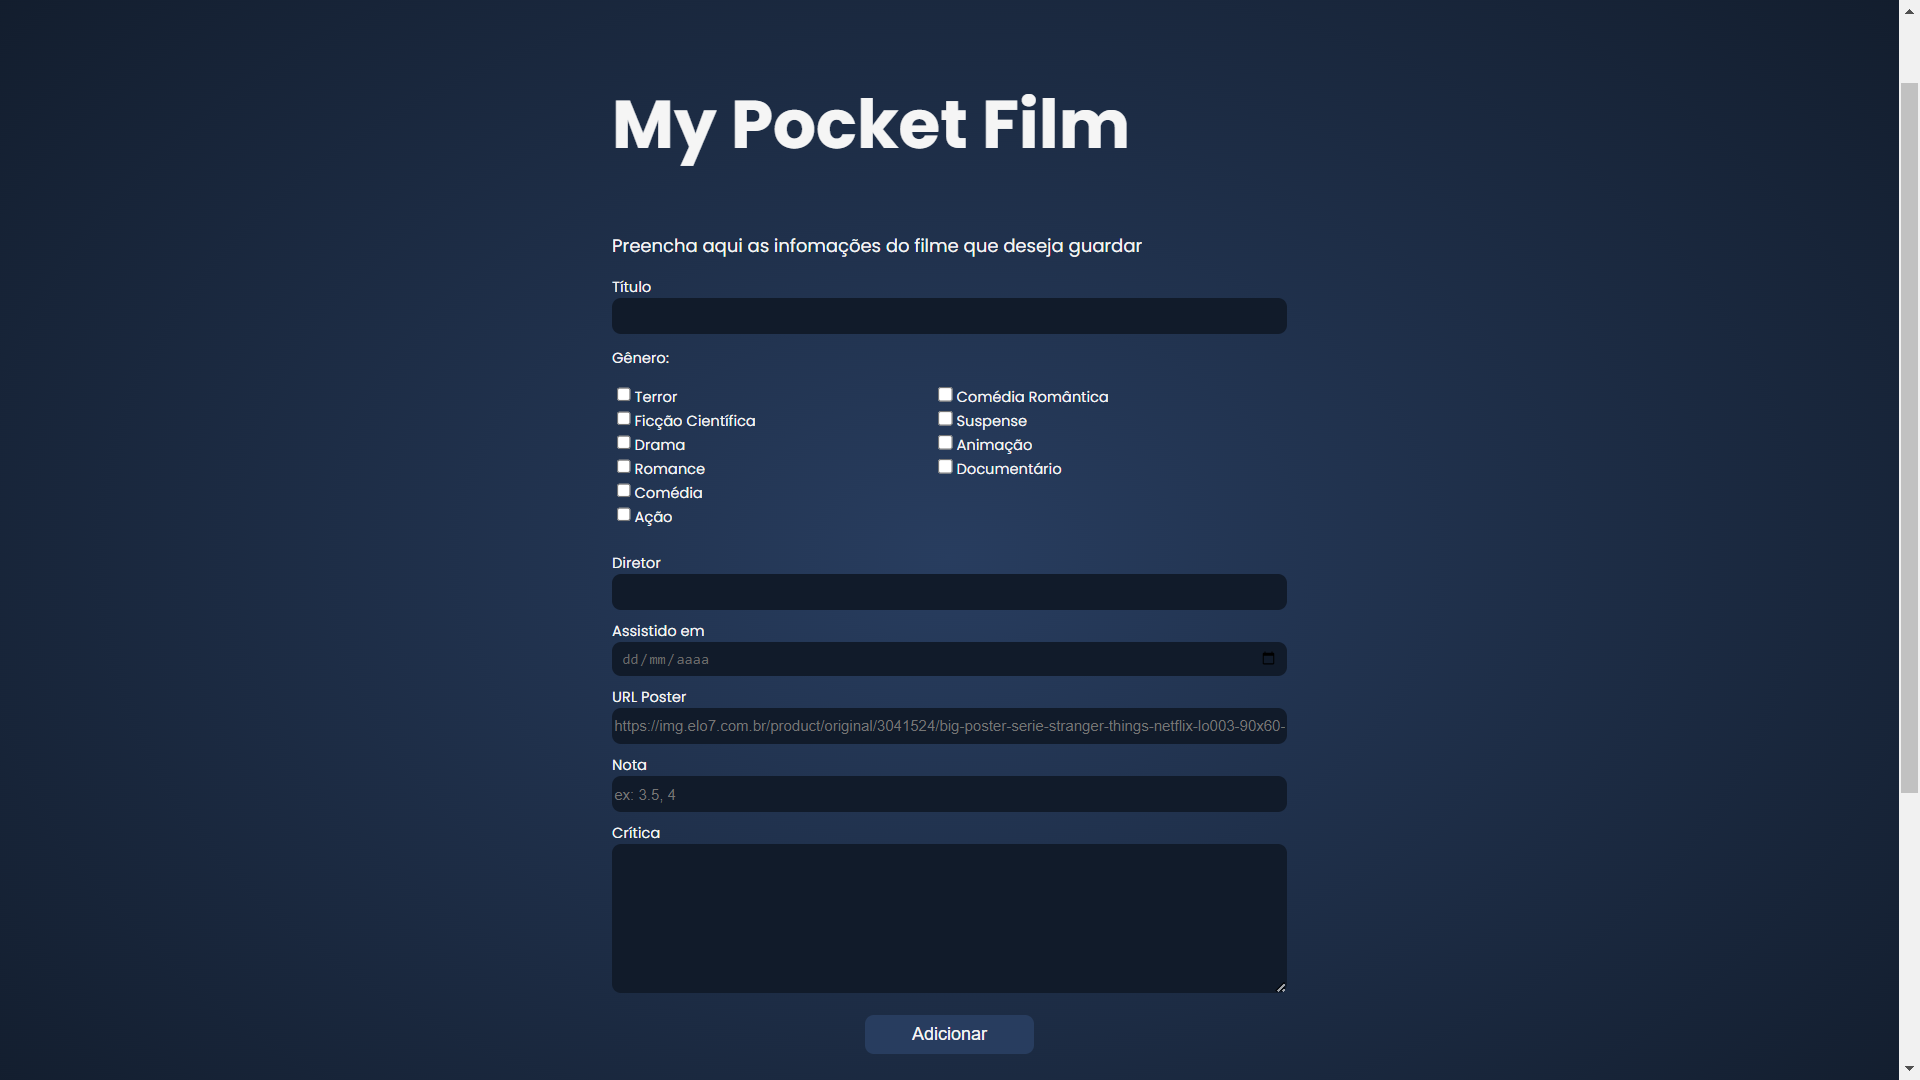 My Pocket Film
Preencha aqui as infomações do filme que deseja guardar
Título
Gênero:
Terror
Ficção Científica
Drama
Romance
Comédia
Ação
Comédia Romântica
Suspense
Animação
Documentário
Diretor
Assistido em
dd/mm/aaaa
URL Poster
https://img.elo7.com.br/product/original/3041524/big-poster-serie-stranger-things-netflix-lo003-90x60-
Nota
ex: 3.5, 4
Crítica
Adicionar